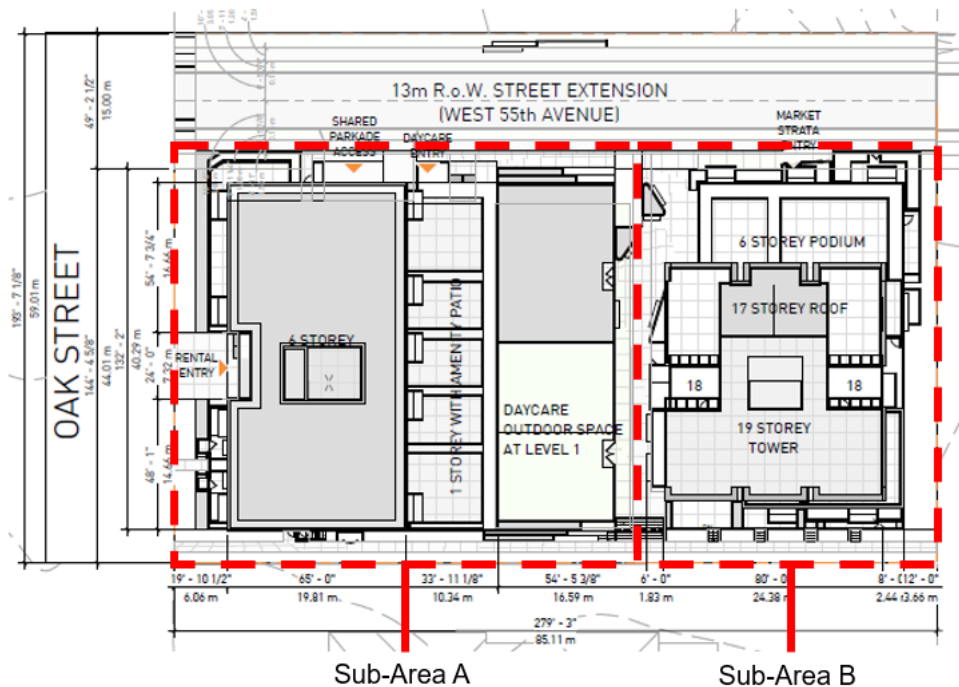 13m R.o.W. STREET EXTENSION
(WEST 55th AVENUE)
SHARED
PARKADE
ACCESS
DAYCARE
ENTRY
MARKET
STRATA
ENTRY
49' - 2 1/2"
15.00 m
OAK STREET
193' - 7 1/8"
59.01 m
144' - 4 5/8"
44.01 m
132' - 2"
40.29 m
54' - 7 3/4"
16.66 m
24' - 0"
7.32 m
48' - 1"
14.66 m
RENTAL
ENTRY
6 STOREY
1 STOREY WITH AMENITY PATIO
DAYCARE
OUTDOOR SPACE
AT LEVEL 1
6 STOREY PODIUM
17 STOREY ROOF
18
18
19 STOREY
TOWER
19' - 10 1/2"
65' - 0"
33' - 11 1/8"
54' - 5 3/8"
6' - 0"
80' - 0"
8' - 0"
12' - 0"
6.06 m
19.81 m
10.34 m
16.59 m
1.83 m
24.38 m
2.44 m
3.66 m
279' - 3"
85.11 m
Sub-Area A
Sub-Area B